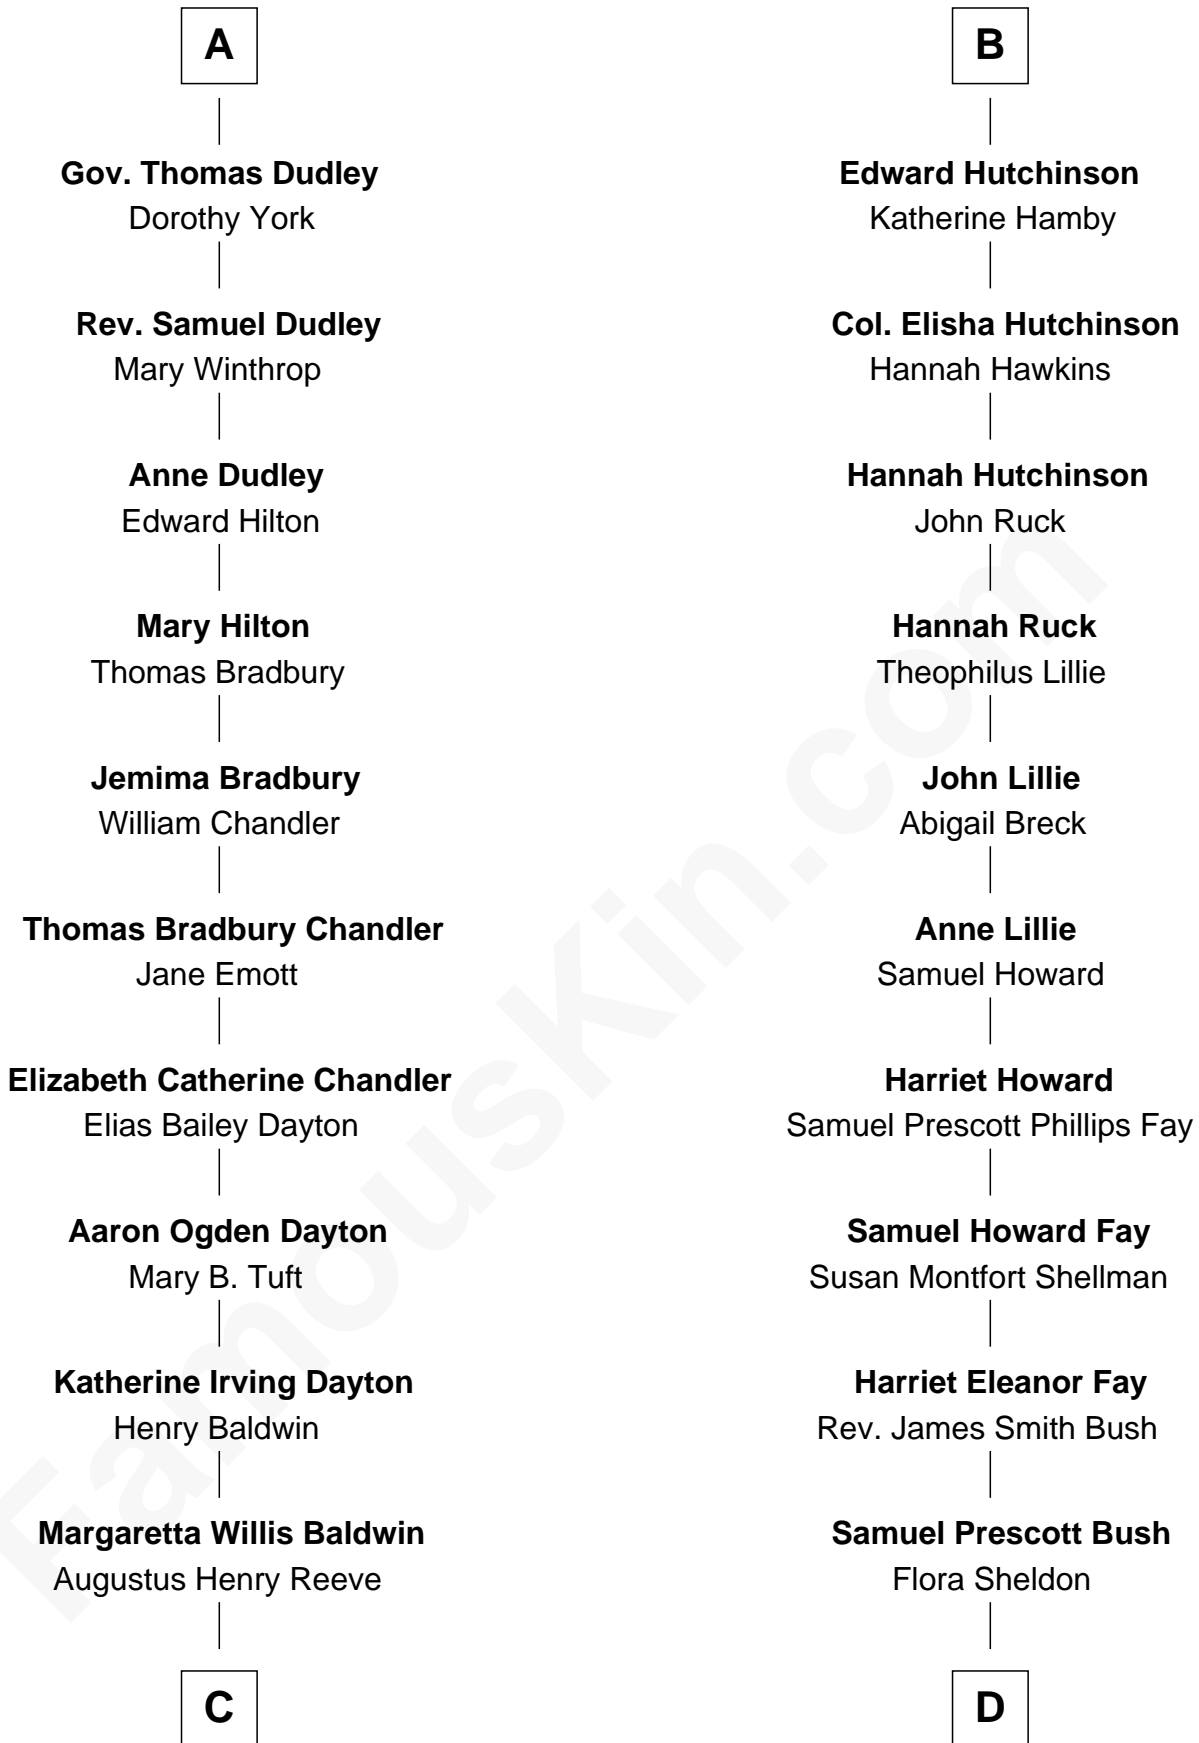 A
Gov. Thomas Dudley
Dorothy York
Rev. Samuel Dudley
Mary Winthrop
Anne Dudley
Edward Hilton
Mary Hilton
Thomas Bradbury
Jemima Bradbury
William Chandler
Thomas Bradbury Chandler
Jane Emott
Elizabeth Catherine Chandler
Elias Bailey Dayton
Aaron Ogden Dayton
Mary B. Tuft
Katherine Irving Dayton
Henry Baldwin
Margaretta Willis Baldwin
Augustus Henry Reeve
C
B
Edward Hutchinson
Katherine Hamby
Col. Elisha Hutchinson
Hannah Hawkins
Hannah Hutchinson
John Ruck
Hannah Ruck
Theophilus Lillie
John Lillie
Abigail Breck
Anne Lillie
Samuel Howard
Harriet Howard
Samuel Prescott Phillips Fay
Samuel Howard Fay
Susan Montfort Shellman
Harriet Eleanor Fay
Rev. James Smith Bush
Samuel Prescott Bush
Flora Sheldon
D
FamousKin.com